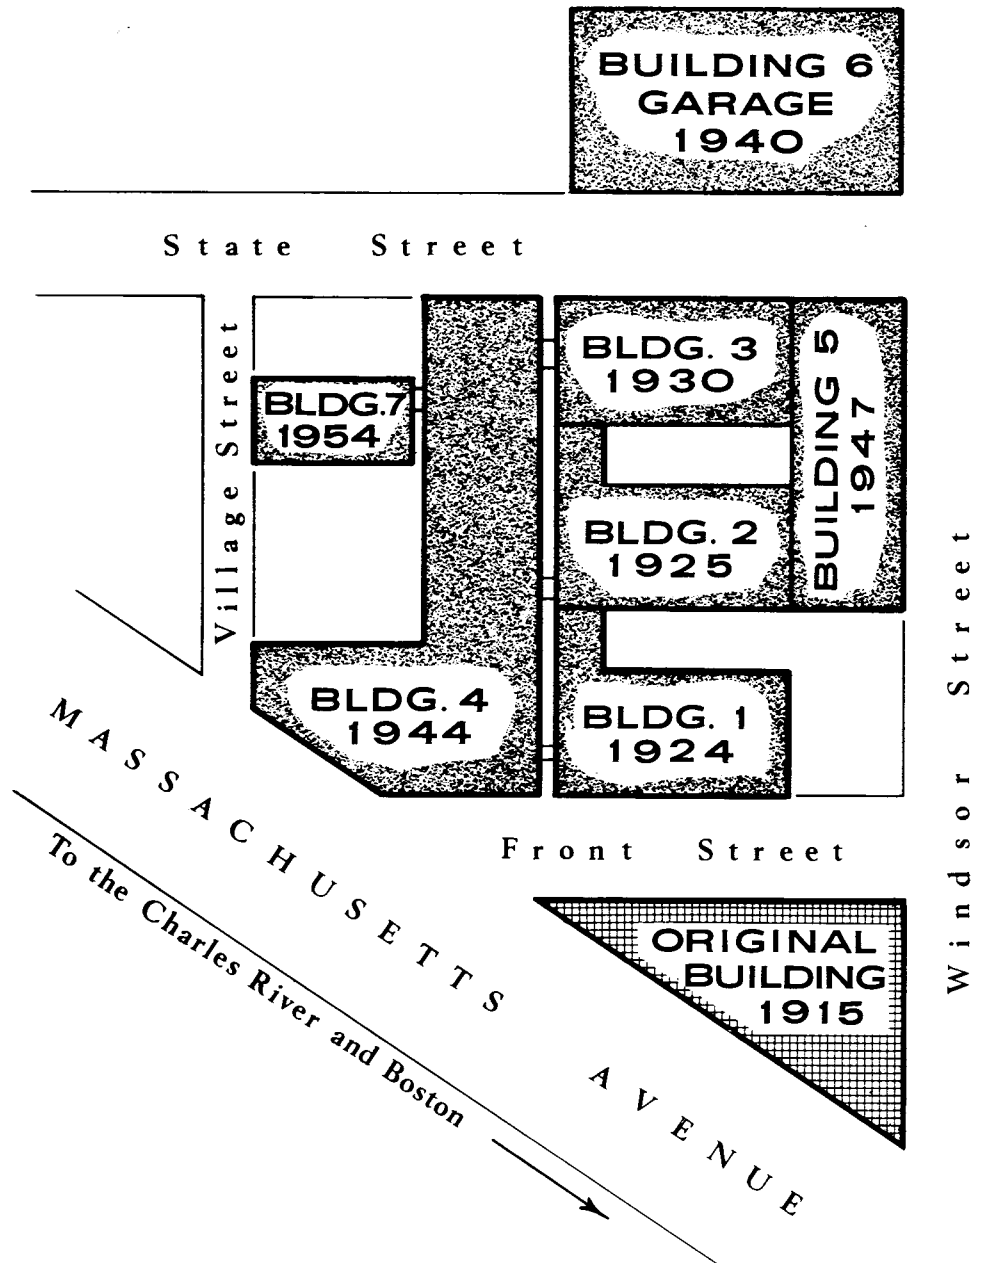 BUILDING 6
GARAGE
1940
State Street
Village Street
BLDG. 3
1930
BUILDING 5
1947
BLDG. 7
1954
BLDG. 2
1925
BLDG. 4
1944
BLDG. 1
1924
Windsor Street
MASSACHUSETTS AVENUE
Front Street
To the Charles River and Boston
ORIGINAL
BUILDING
1915